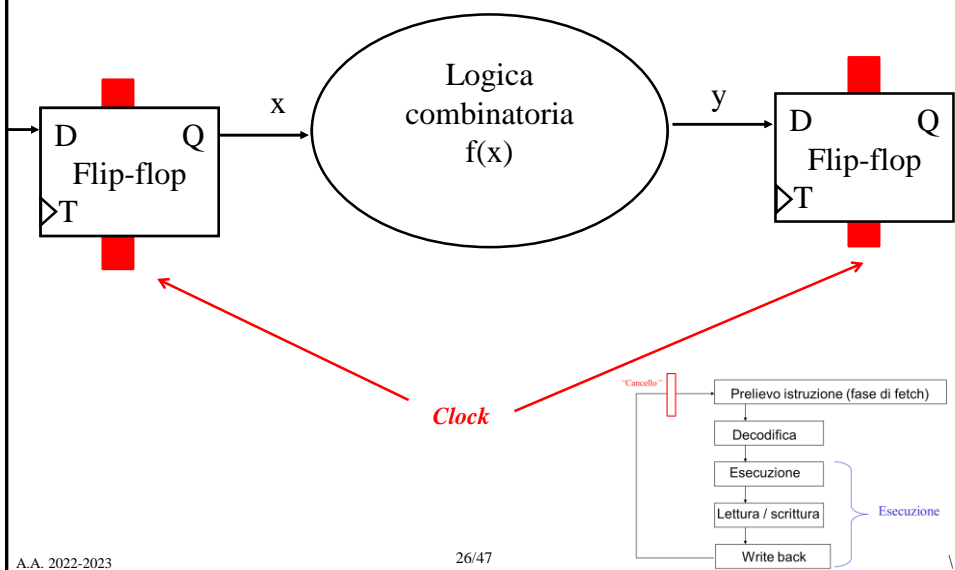 Logica
combinatoria
f(x)
x
y
D Q
Flip-flop
T
D Q
Flip-flop
T
Clock
"Cancello"
Prelievo istruzione (fase di fetch)
Decodifica
Esecuzione
Lettura / scrittura
Write back
Esecuzione
A.A. 2022-2023
26/47
\